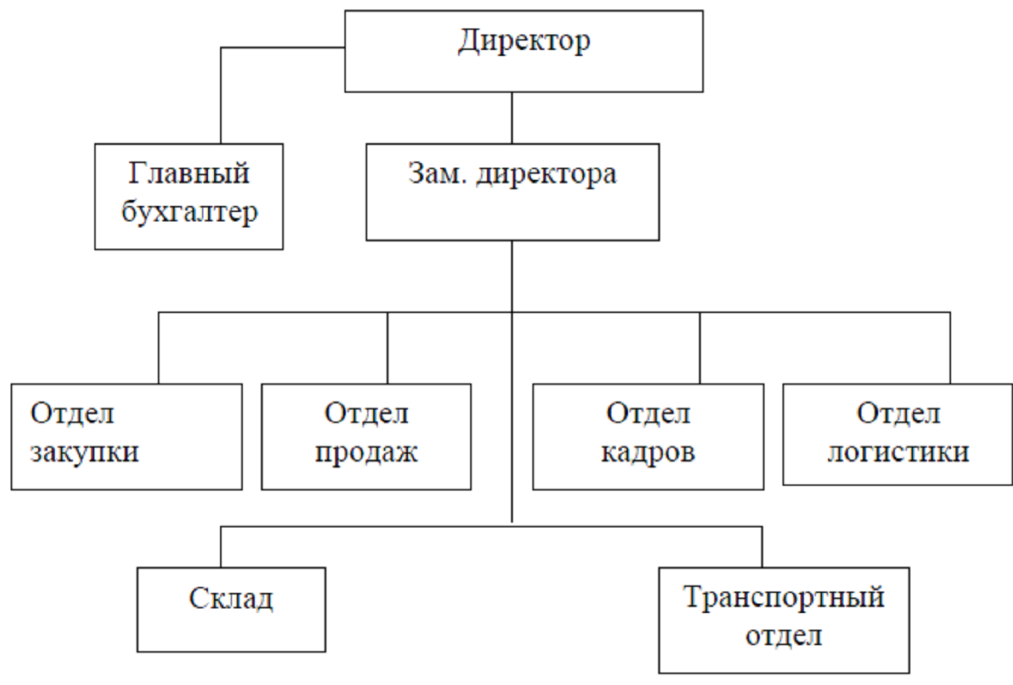 Директор
Главный
бухгалтер
Зам. директора
Отдел
закупки
Отдел
продаж
Отдел
кадров
Отдел
логистики
Склад
Транспортный
отдел